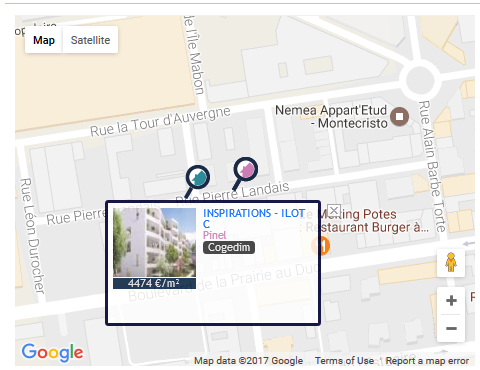 Map
Satellite
de l'Île Mabon
Rue la Tour d'Auvergne
Nemea Appart'Etud
- Montecristo
Rue Alain Barbe Torte
Rue Léon Durocher
Rue Pierre
Rue Pierre Landais
INSPIRATIONS - ILOT
C
Pinel
Cogedim
4474 €/m²
Potes
Restaurant Burger à...
Boulevard de la Prairie au Duc
+
−
Google
Map data ©2017 Google
Terms of Use
Report a map error